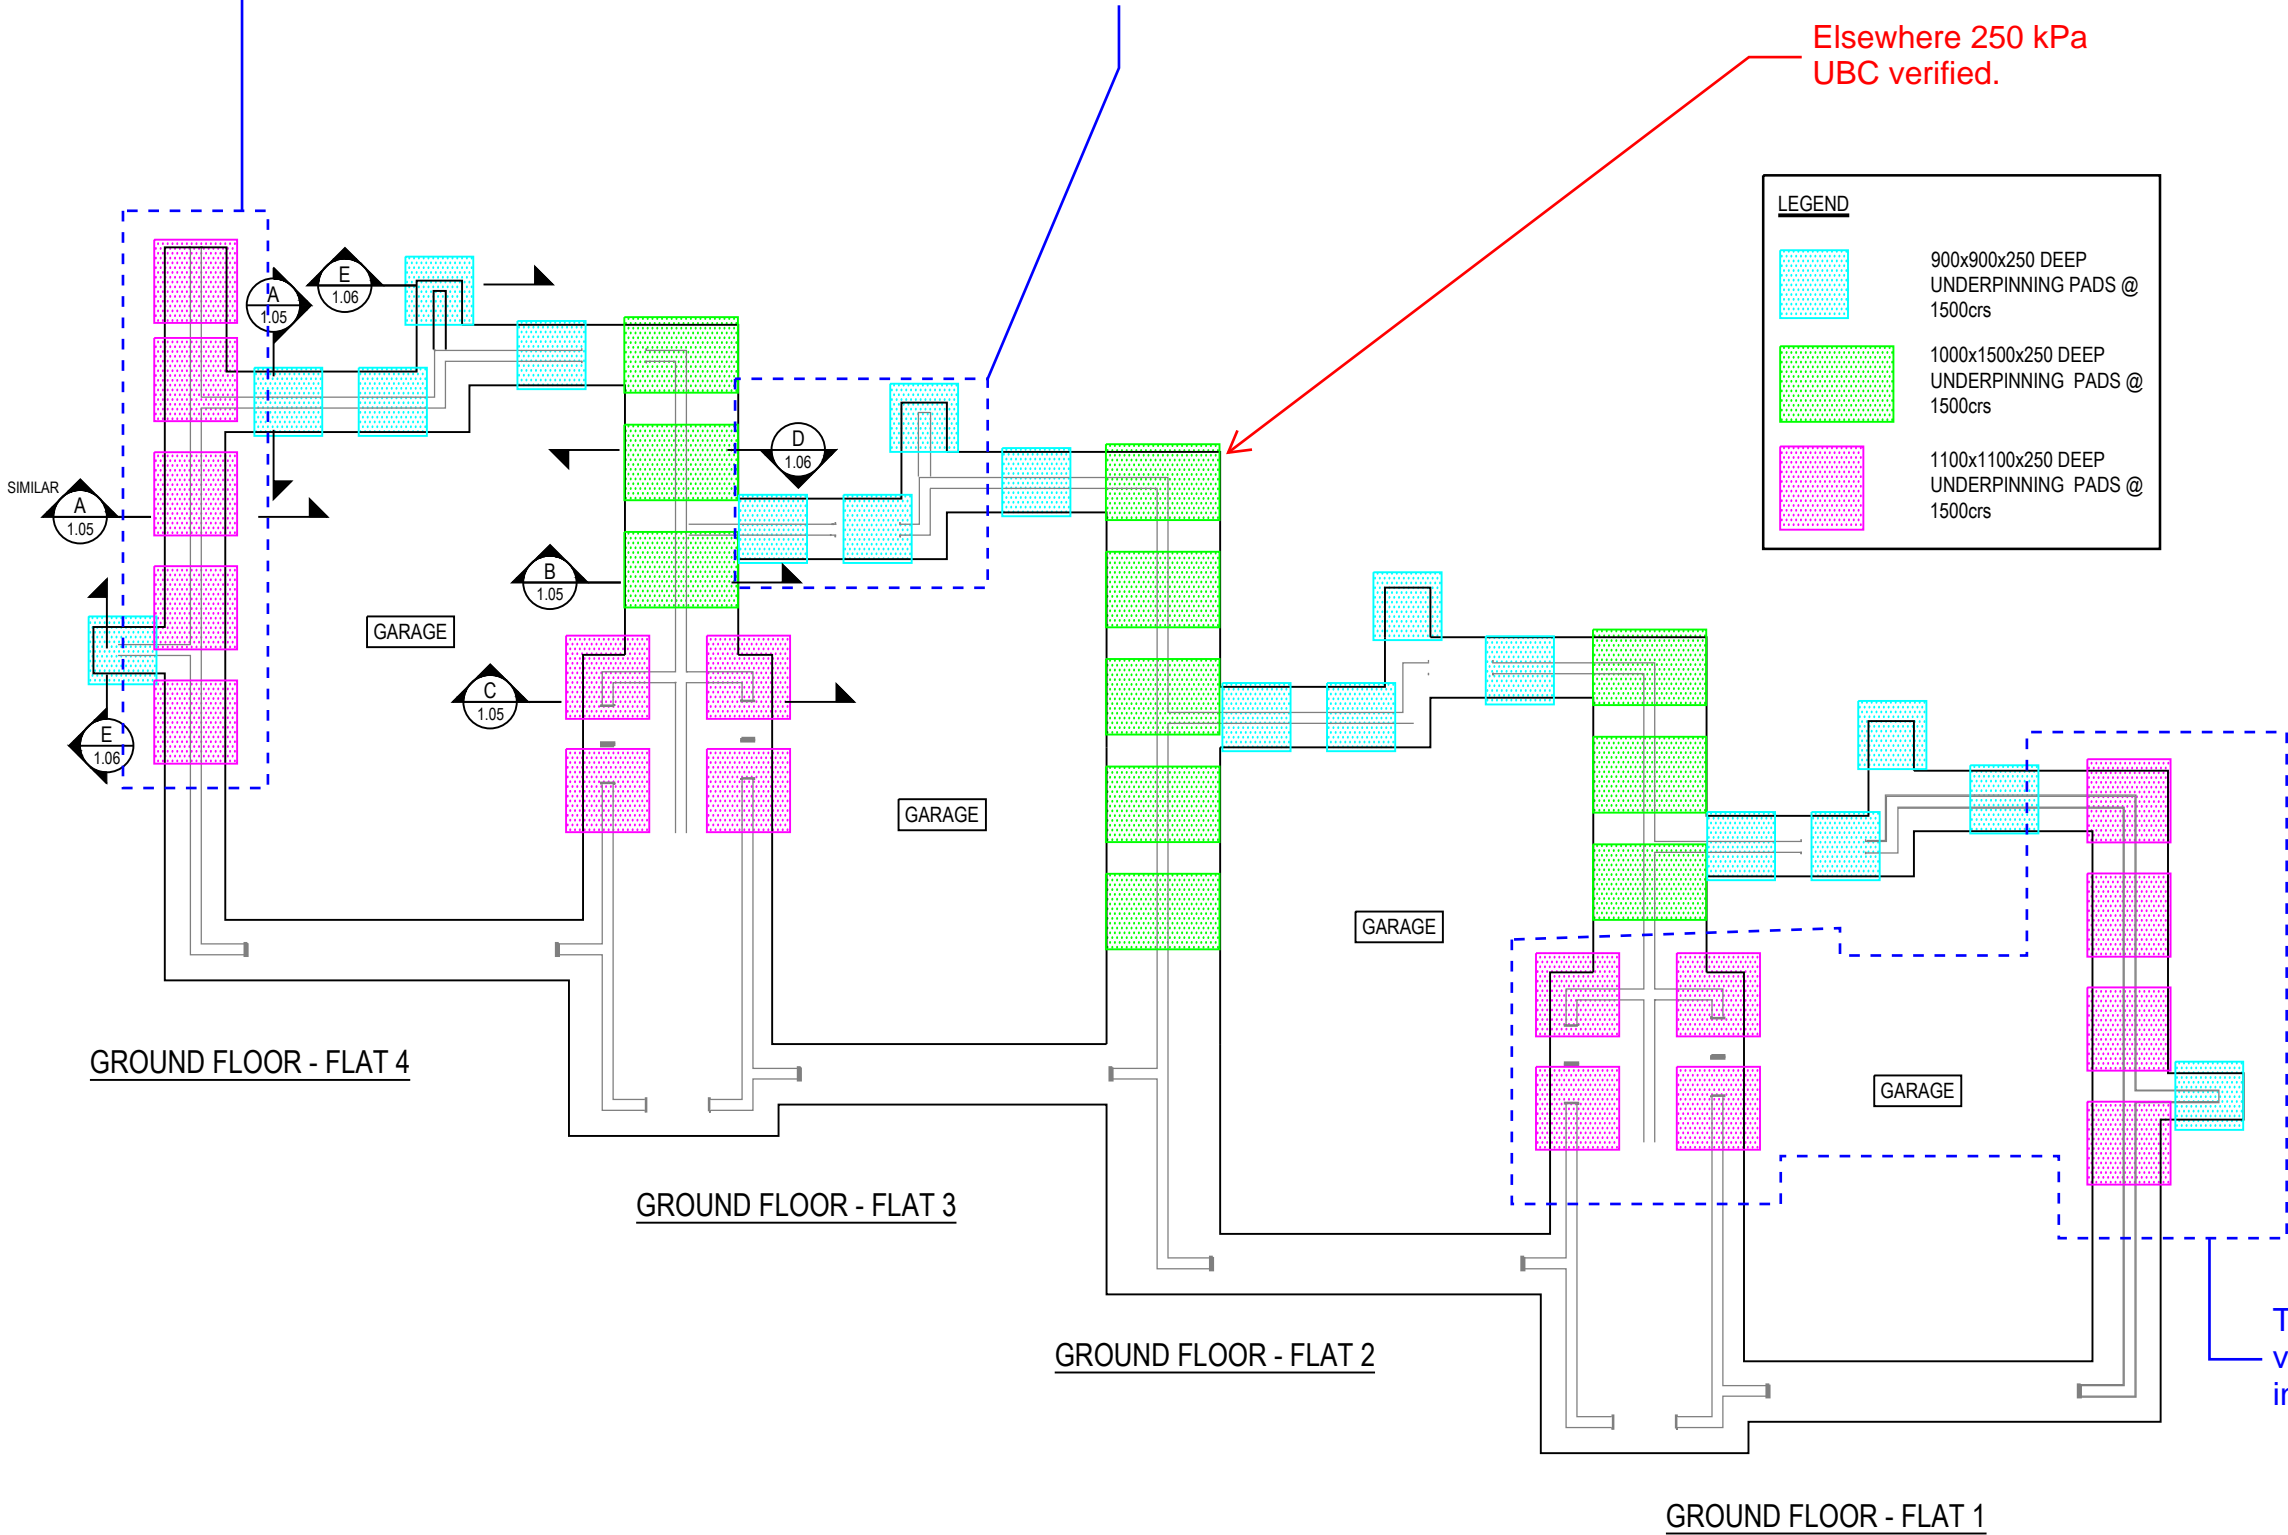 Elsewhere 250 kPa
UBC verified.
LEGEND
900x900x250 DEEP
UNDERPINNING PADS @
1500crs
1000x1500x250 DEEP
UNDERPINNING PADS @
1500crs
1100x1100x250 DEEP
UNDERPINNING PADS @
1500crs
A
1.05
E
1.06
D
1.06
SIMILAR
A
1.05
B
1.05
GARAGE
C
1.05
E
1.06
GARAGE
GARAGE
GARAGE
GROUND FLOOR - FLAT 4
GROUND FLOOR - FLAT 3
GROUND FLOOR - FLAT 2
GROUND FLOOR - FLAT 1